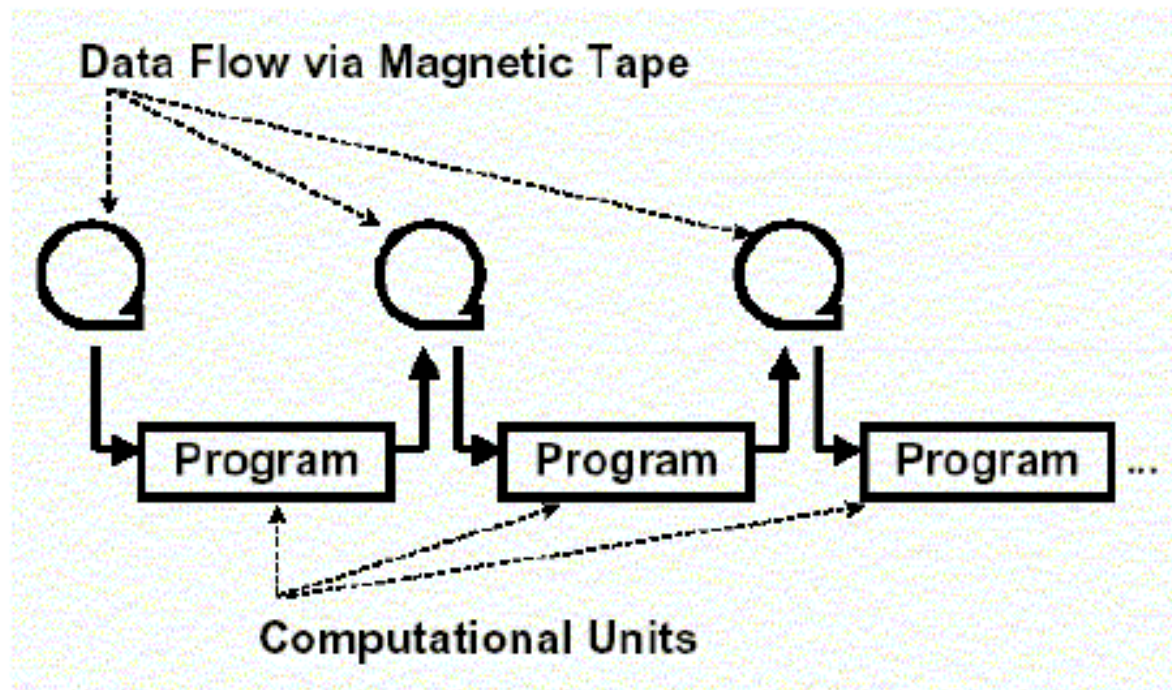 Data Flow via Magnetic Tape
Program
Program
Program ...
Computational Units